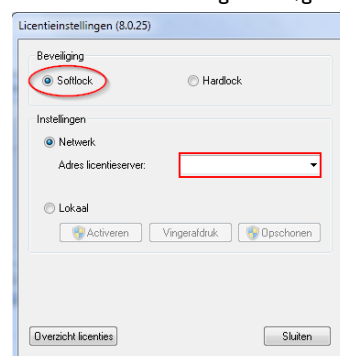 Licentieinstellingen (8.0.25)
Beveiliging
Softlock Hardlock
Instellingen
Netwerk
Adres licentieserver:
Lokaal
Activeren Vingerafdruk Opschonen
Overzicht licenties Sluiten